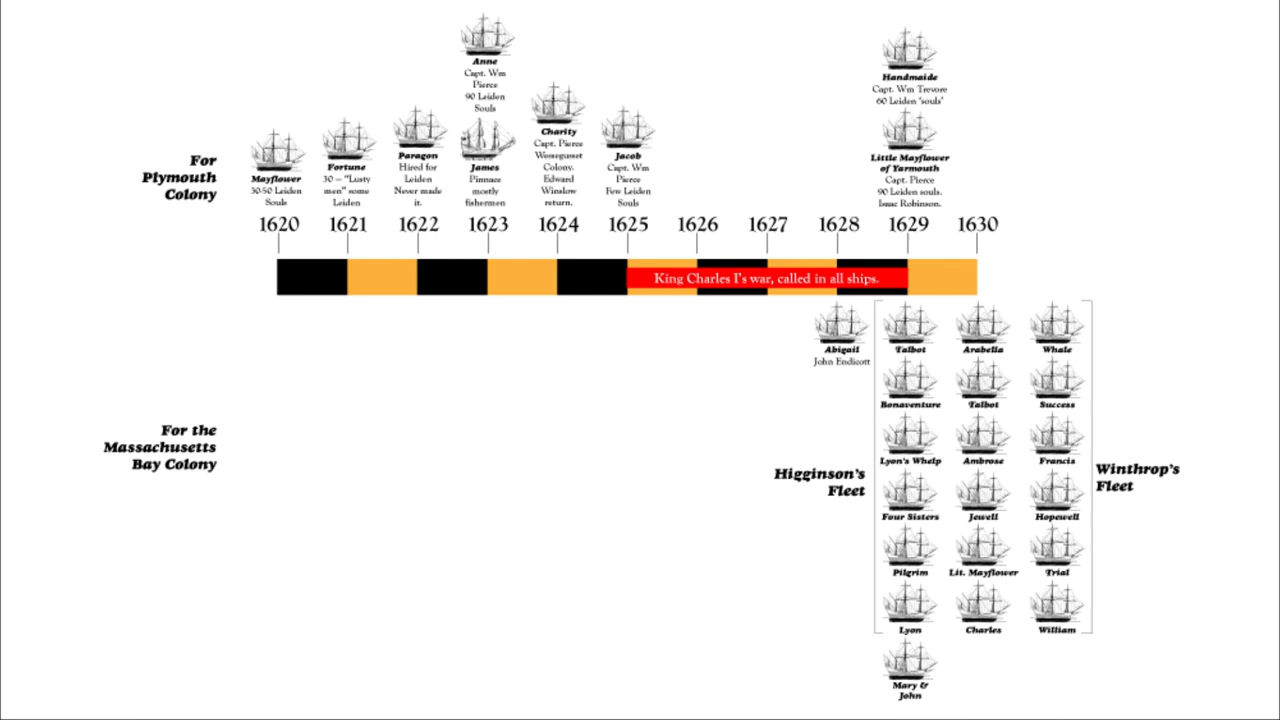 For
Plymouth
Colony
Mayflower
30-50 Leiden
Souls
Fortune
30 – "Lusty
men" some
Leiden
Paragon
Hired for
Leiden
Never made
it.
Anne
Capt. Wm
Pierce
90 Leiden
Souls
James
Pinnace
mostly
fishermen
Charity
Capt. Pierce
Wessegusset
Colony.
Edward
Winslow
return.
Jacob
Capt. Wm
Pierce
Few Leiden
Souls
Handmaide
Capt. Wm Trevore
60 Leiden 'souls'
Little Mayflower
of Yarmouth
Capt. Pierce
90 Leiden souls.
Isaac Robinson.
1620 1621 1622 1623 1624 1625 1626 1627 1628 1629 1630
King Charles I's war, called in all ships.
For the
Massachusetts
Bay Colony
Abigail
John Endicott
Higginson's
Fleet
Talbot Arabella Whale
Bonaventure Talbot Success
Lyon's Whelp Ambrose Francis
Four Sisters Jewell Hopewell
Pilgrim Lit. Mayflower Trial
Lyon Charles William
Mary &
John
Winthrop's
Fleet